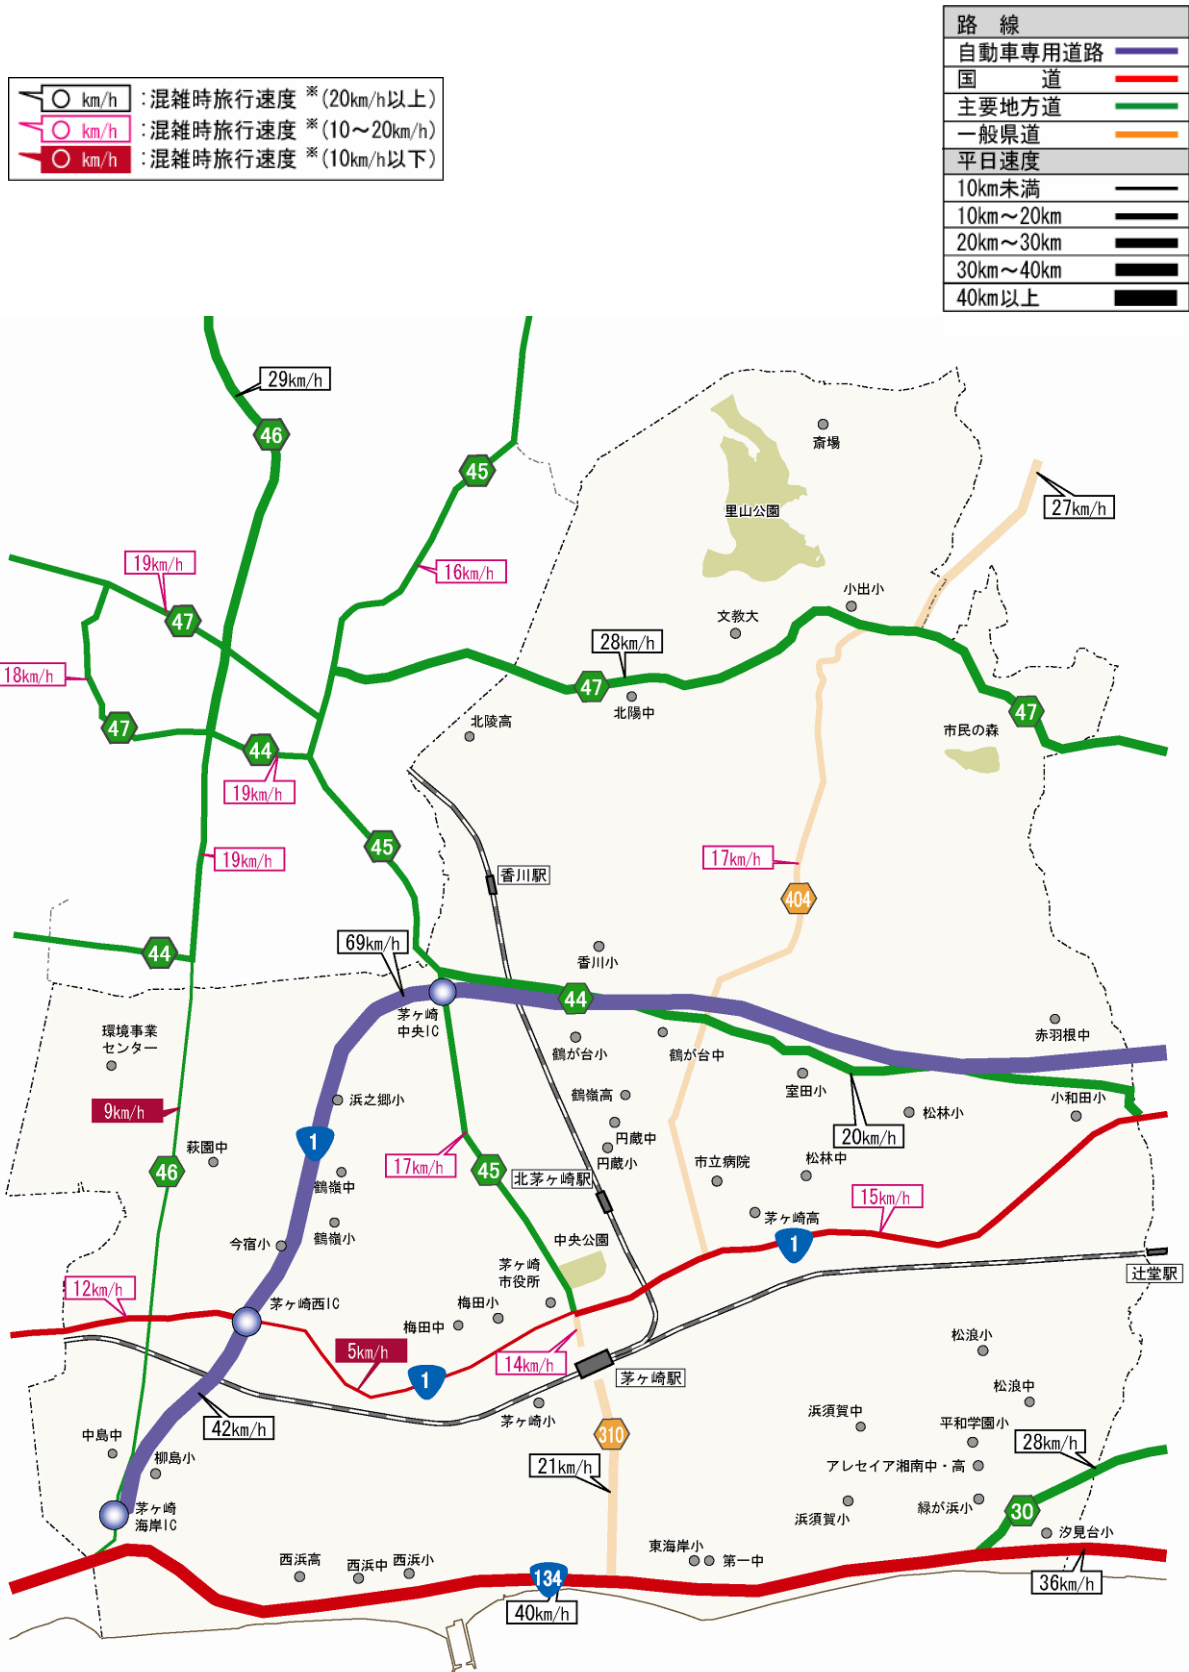 路　線
自動車専用道路
国　　道
主要地方道
一般県道
平日速度
10km未満
10km～20km
20km～30km
30km～40km
40km以上
○ km/h :混雑時旅行速度 ※(20km/h以上)
○ km/h :混雑時旅行速度 ※(10～20km/h)
○ km/h :混雑時旅行速度 ※(10km/h以下)
29km/h
46
45
斎場
里山公園
27km/h
19km/h
16km/h
47
小出小
文教大
28km/h
18km/h
47
47
北陽中
47
北陵高
市民の森
44
19km/h
45
19km/h
17km/h
香川駅
404
44
69km/h
香川小
茅ヶ崎
中央IC
44
環境事業
センター
鶴が台小
鶴が台中
赤羽根中
9km/h
浜之郷小
鶴嶺高
室田小
松林小
小和田小
1
円蔵中
20km/h
萩園中
17km/h
円蔵小
46
45
北茅ヶ崎駅
市立病院
松林中
鶴嶺中
15km/h
鶴嶺小
茅ヶ崎高
今宿小
中央公園
1
茅ヶ崎
市役所
辻堂駅
12km/h
茅ヶ崎西IC
梅田小
梅田中
5km/h
14km/h
松浪小
1
茅ヶ崎駅
松浪中
茅ヶ崎小
浜須賀中
42km/h
平和学園小
中島中
310
28km/h
柳島小
21km/h
アレセイア湘南中・高
茅ヶ崎
海岸IC
浜須賀小
緑が浜小
30
汐見台小
西浜高
西浜中
西浜小
東海岸小
第一中
134
36km/h
40km/h